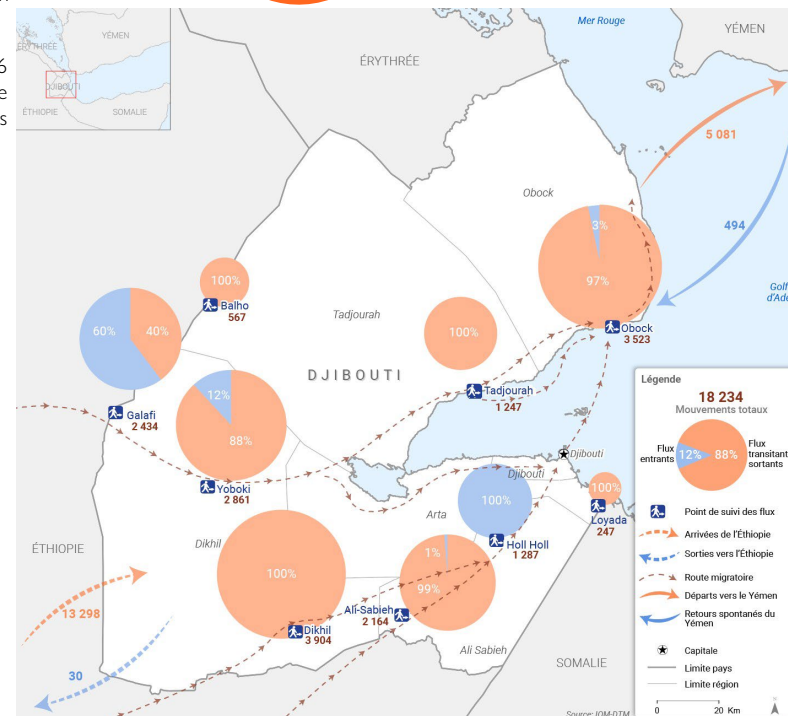 6
e
s
Mer Rouge
YÉMEN
YÉMEN
ÉRYTHRÉE
DJIBOUTI
ÉTHIOPIE
SOMALIE
ÉRYTHRÉE
5 081
Obock
494
3%
97%
100%
Balho
567
Golf
d'Ade
60%
40%
Tadjourah
100%
Obock
3 523
DJIBOUTI
Tadjourah
1 247
12%
88%
Galafi
2 434
Légende
18 234
Mouvements totaux
Flux
entrants
12%
88%
Flux
transitant
sortants
Djibouti
Djibouti
Yoboki
2 861
100%
100%
Loyada
247
Point de suivi des flux
Arta
Holl Holl
1 287
Arrivées de l'Éthiopie
ÉTHIOPIE
Dikhil
1%
99%
Sorties vers l'Éthiopie
100%
Route migratoire
Départs vers le Yémen
13 298
Ali-Sabieh
2 164
Retours spontanés du
Yémen
Dikhil
3 904
Ali Sabieh
Capitale
SOMALIE
Limite pays
30
Limite région
0
20 Km
Source: IOM-DTM